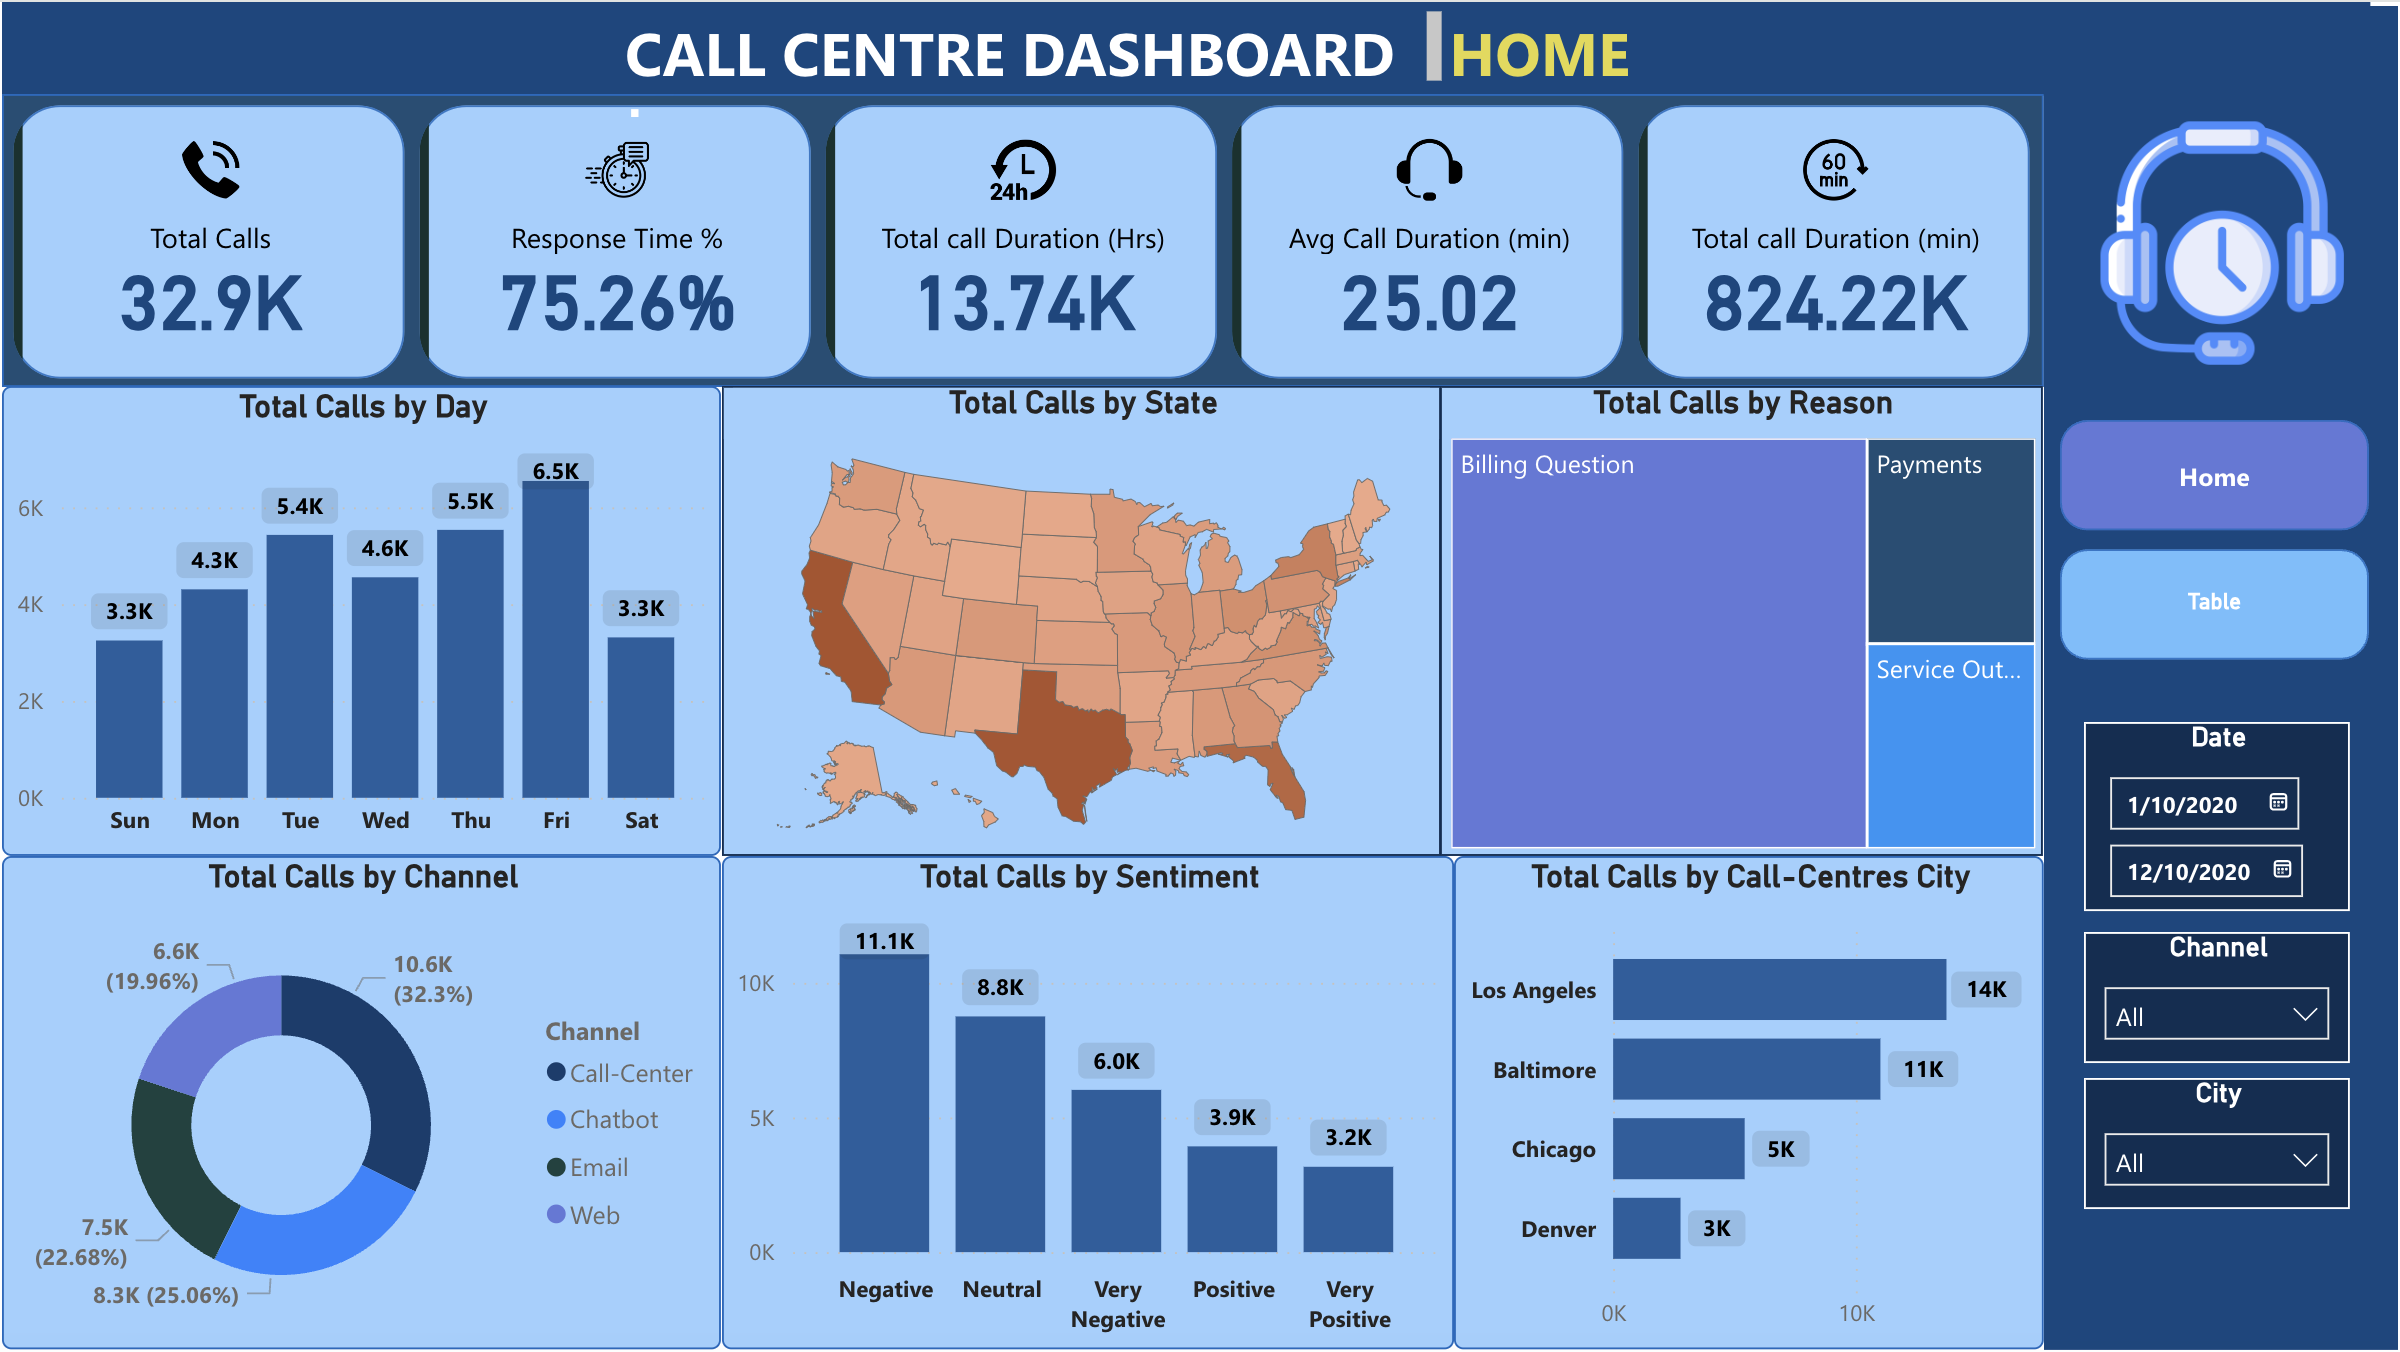 CALL CENTRE DASHBOARD HOME
24h
60
min
Total Calls
32.9K
Response Time %
75.26%
Total call Duration (Hrs)
13.74K
Avg Call Duration (min)
25.02
Total call Duration (min)
824.22K
Total Calls by Day
6K
4K
2K
0K
3.3K
4.3K
5.4K
4.6K
5.5K
6.5K
3.3K
Sun Mon Tue Wed Thu Fri Sat
Total Calls by State
Total Calls by Reason
Billing Question
Payments
Service Out...
Total Calls by Channel
6.6K
(19.96%)
10.6K
(32.3%)
7.5K
(22.68%)
8.3K (25.06%)
Channel
Call-Center
Chatbot
Email
Web
Total Calls by Sentiment
10K
5K
0K
11.1K
8.8K
6.0K
3.9K
3.2K
Negative
Neutral
Very
Negative
Positive
Very
Positive
Total Calls by Call-Centres City
Los Angeles 14K
Baltimore 11K
Chicago 5K
Denver 3K
0K 10K
Home
Table
Date
1/10/2020
12/10/2020
Channel
All
City
All